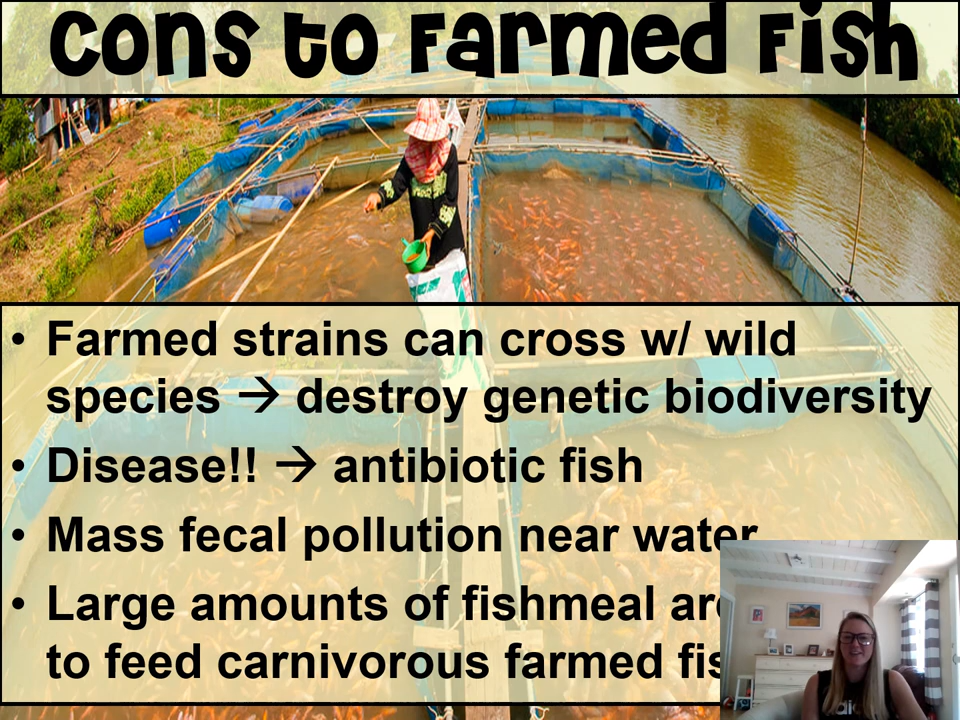 Cons to Farmed Fish
• Farmed strains can cross w/ wild
species → destroy genetic biodiversity
• Disease!! → antibiotic fish
• Mass fecal pollution near water
• Large amounts of fishmeal
to feed carnivorous farmed